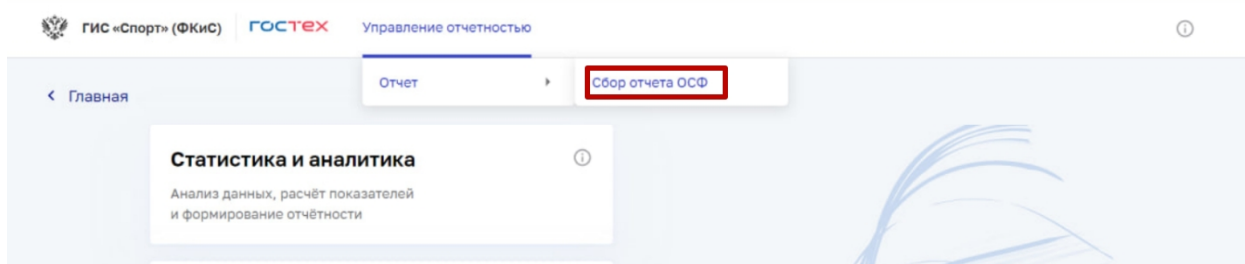 ГИС «Спорт» (ФКиС) ГОСТЕХ Управление отчетностью
Отчет Сбор отчета ОСФ
Главная
Статистика и аналитика
Анализ данных, расчёт показателей
и формирование отчётности